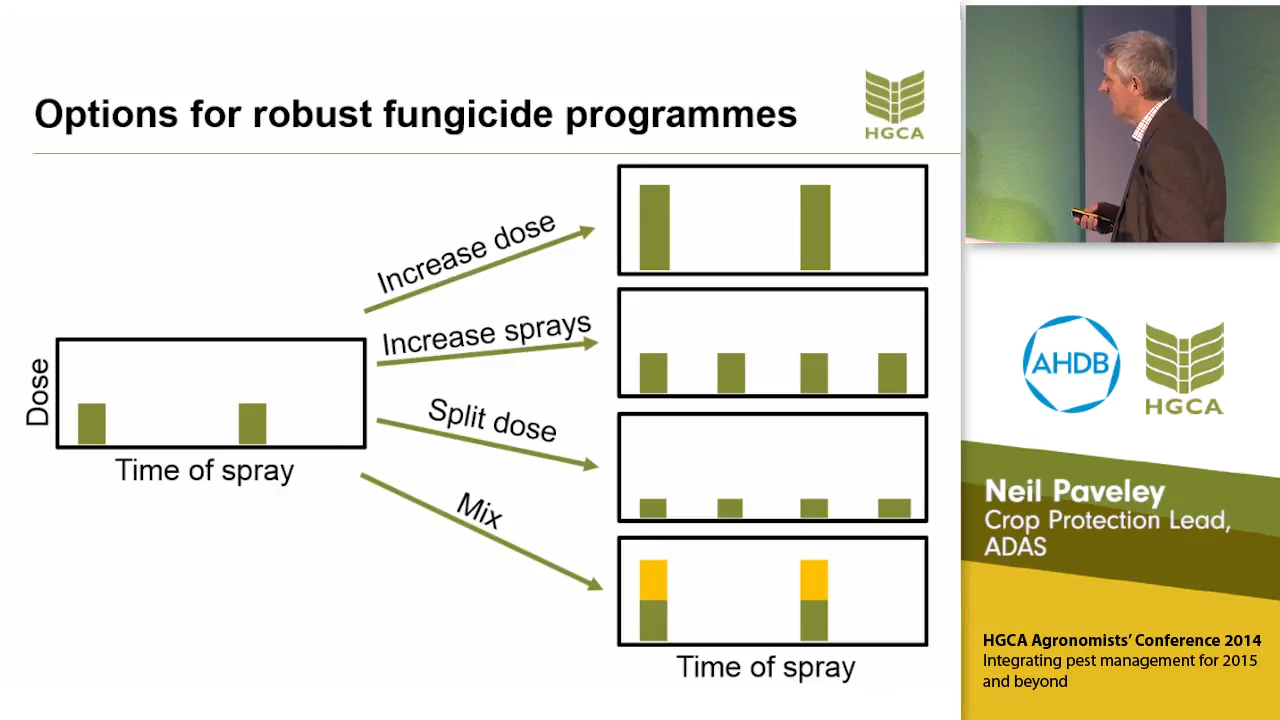 Options for robust fungicide programmes
HGCA
Increase dose
Increase sprays
Split dose
Mix
Dose
Time of spray
Time of spray
AHDB
HGCA
Neil Paveley
Crop Protection Lead,
ADAS
HGCA Agronomists' Conference 2014
Integrating pest management for 2015
and beyond